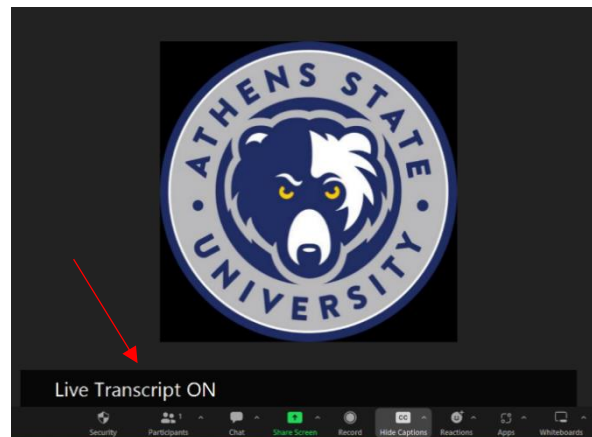 ATHENS STATE
• UNIVERSITY •
Live Transcript ON
1
CC
Security Participants Chat Share Screen Record Hide Captions Reactions Apps Whiteboards